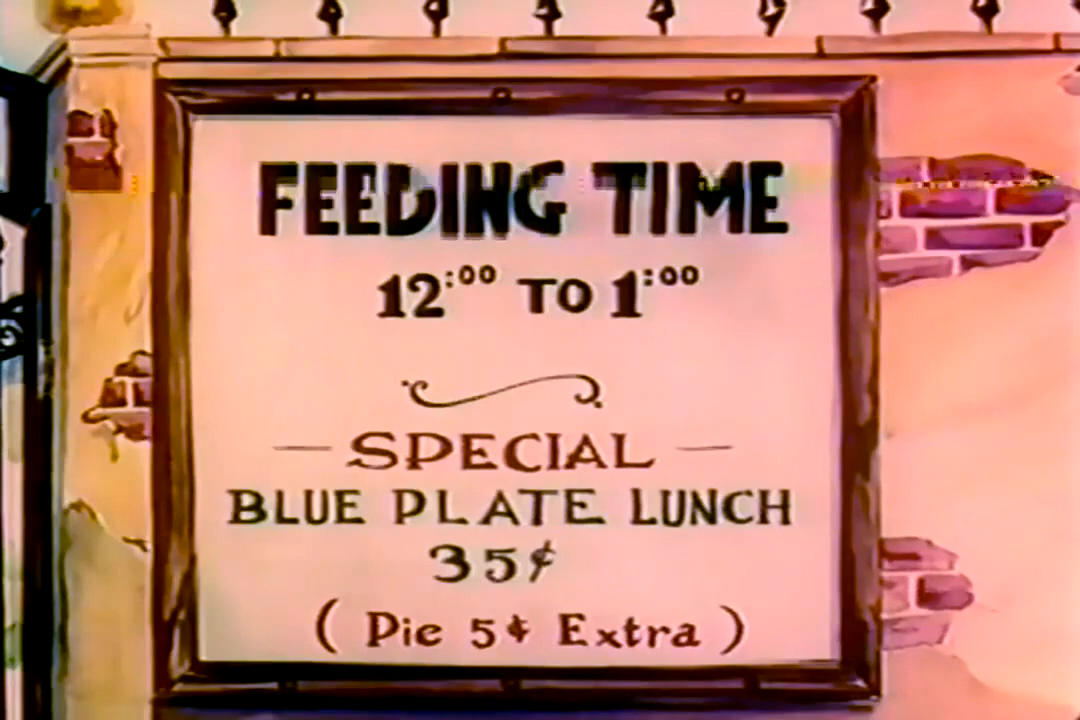 FEEDING TIME
12:00 TO 1:00
— SPECIAL —
BLUE PLATE LUNCH
35¢
( Pie 5¢ Extra )